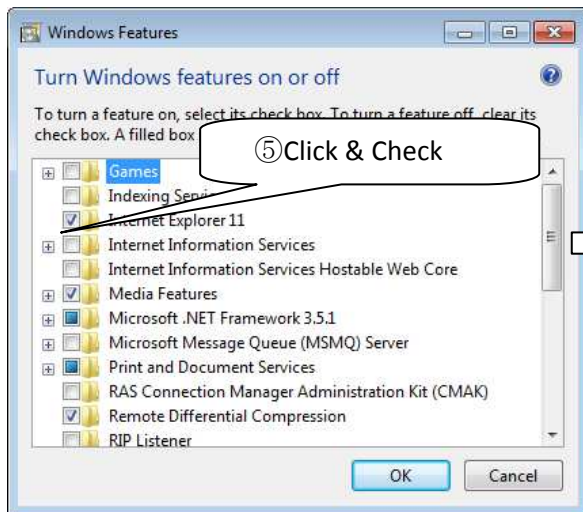 Windows Features
Turn Windows features on or off
To turn a feature on, select its check box. To turn a feature off, clear its
check box. A filled box
⑤Click & Check
Games
Indexing
Internet Explorer 11
Internet Information Services
Internet Information Services Hostable Web Core
Media Features
Microsoft .NET Framework 3.5.1
Microsoft Message Queue (MSMQ) Server
Print and Document Services
RAS Connection Manager Administration Kit (CMAK)
Remote Differential Compression
RIP Listener
OK
Cancel